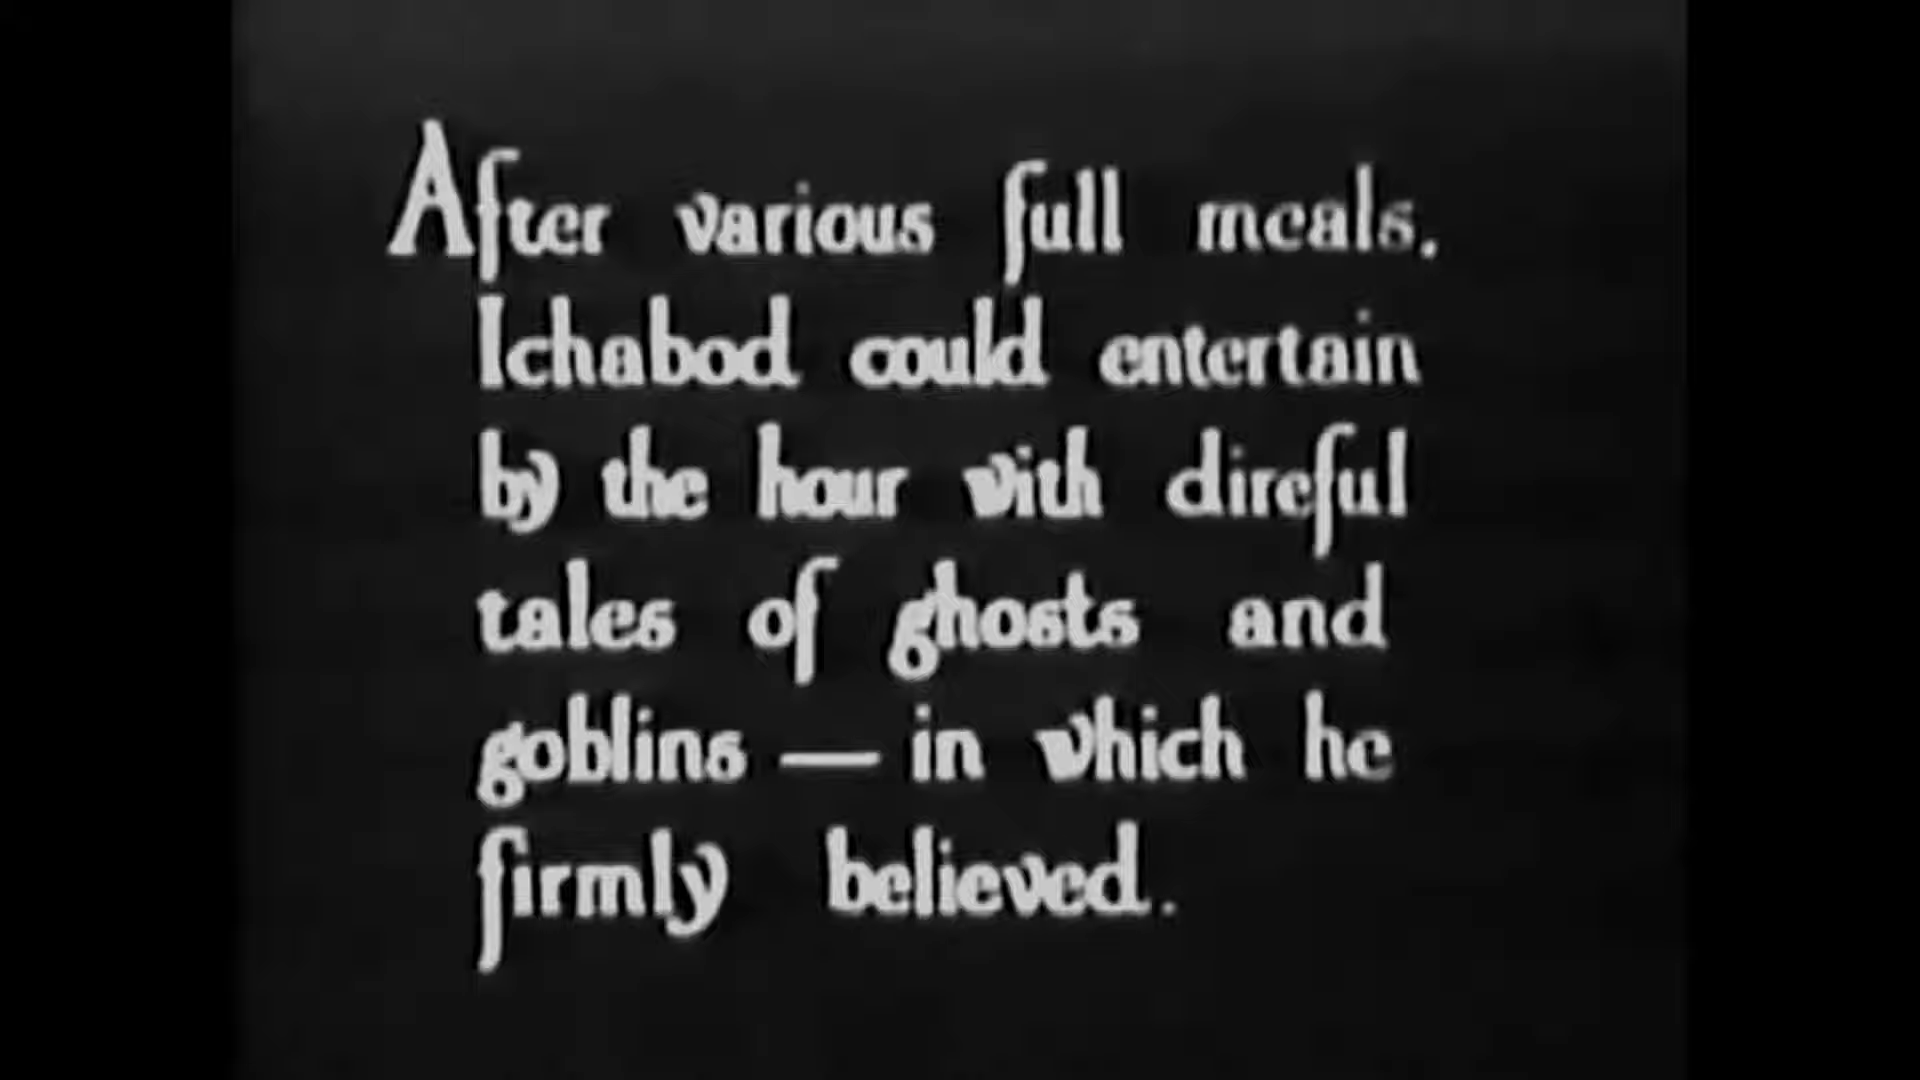 After various full meals,
Ichabod could entertain
by the hour with direful
tales of ghosts and
goblins — in which he
firmly believed.